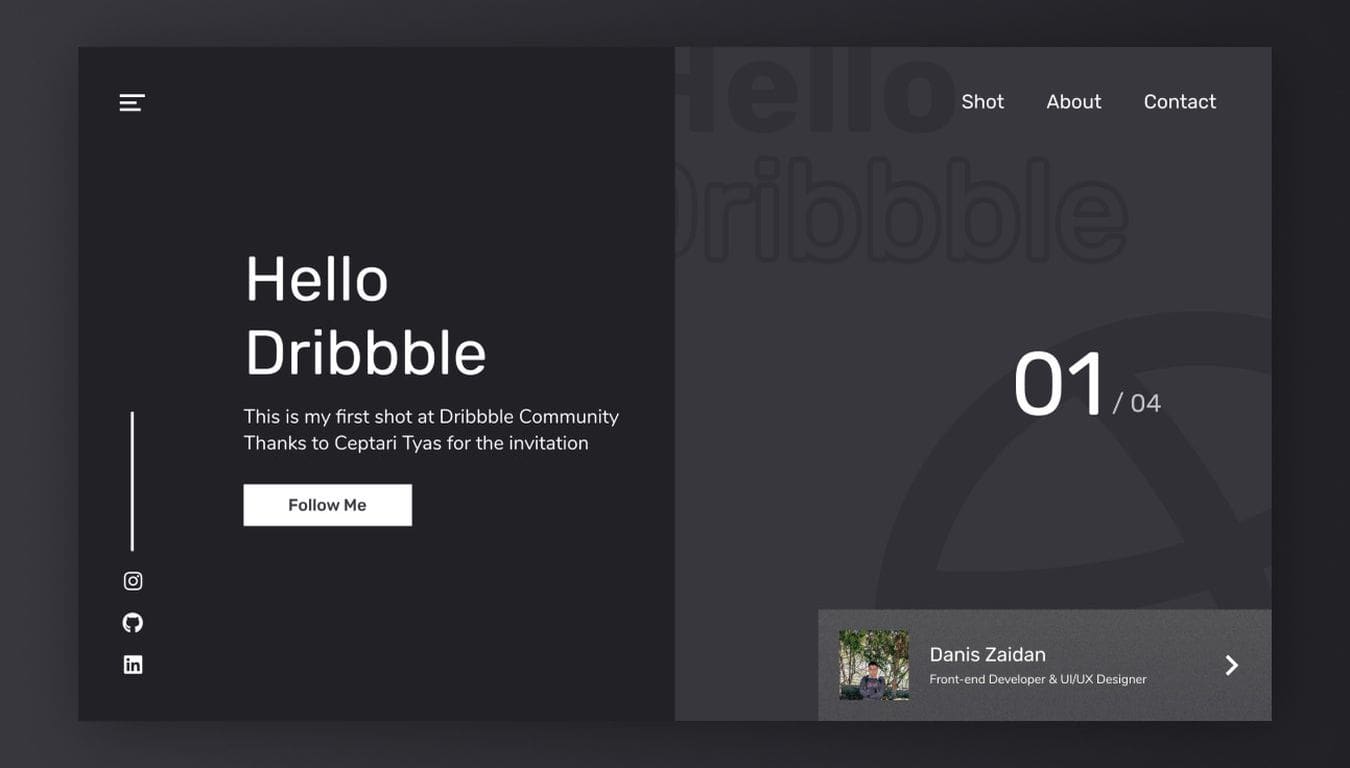 Hello
Dribbble
Shot
About
Contact
Hello
Dribbble
This is my first shot at Dribbble Community
Thanks to Ceptari Tyas for the invitation
Follow Me
01 / 04
in
Danis Zaidan
Front-end Developer & UI/UX Designer